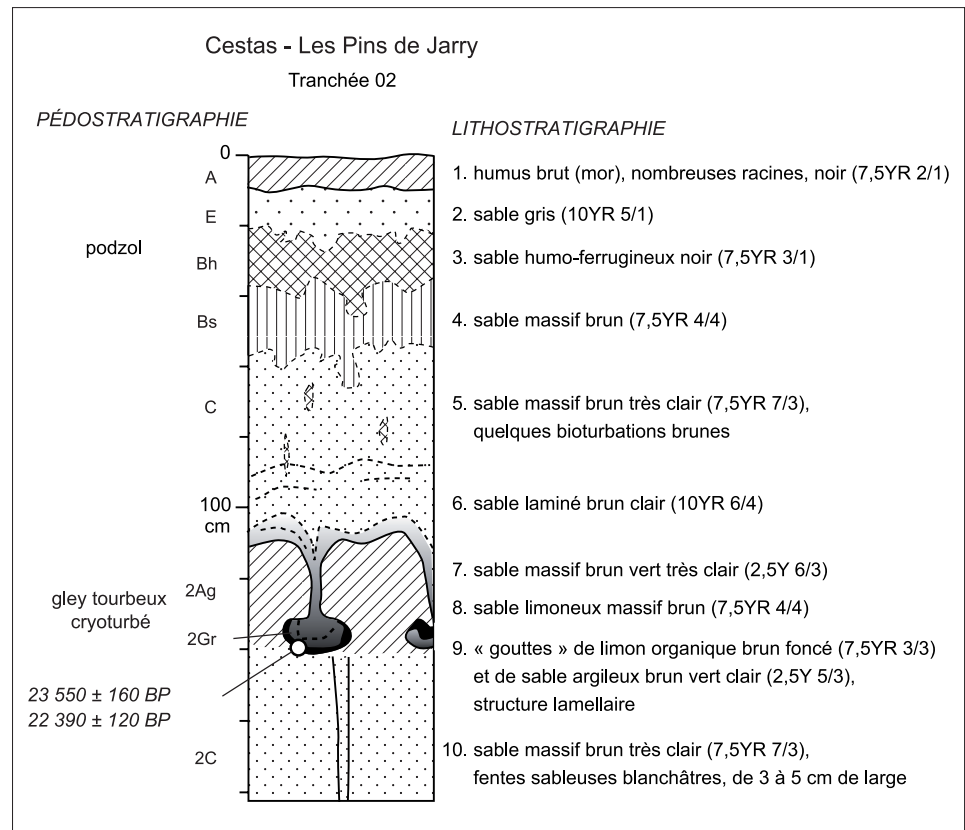 Cestas - Les Pins de Jarry
Tranchée 02
PÉDOSTRATIGRAPHIE
LITHOSTRATIGRAPHIE
0
A
1. humus brut (mor), nombreuses racines, noir (7,5YR 2/1)
E
2. sable gris (10YR 5/1)
podzol
Bh
3. sable humo-ferrugineux noir (7,5YR 3/1)
Bs
4. sable massif brun (7,5YR 4/4)
C
5. sable massif brun très clair (7,5YR 7/3),
quelques bioturbations brunes
100
cm
6. sable laminé brun clair (10YR 6/4)
7. sable massif brun vert très clair (2,5Y 6/3)
gley tourbeux
cryoturbé
2Ag
8. sable limoneux massif brun (7,5YR 4/4)
2Gr
9. « gouttes » de limon organique brun foncé (7,5YR 3/3)
et de sable argileux brun vert clair (2,5Y 5/3),
structure lamellaire
23 550 ± 160 BP
22 390 ± 120 BP
2C
10. sable massif brun très clair (7,5YR 7/3),
fentes sableuses blanchâtres, de 3 à 5 cm de large